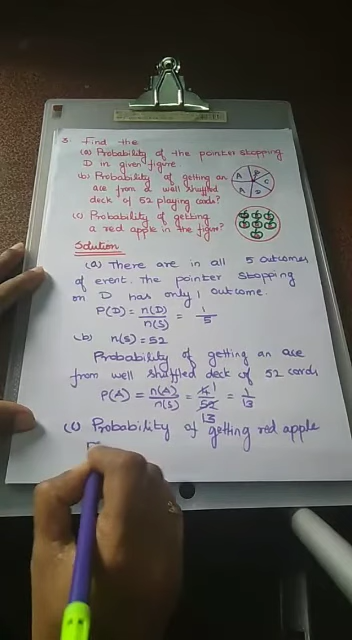 3. Find the
(a) Probability of the pointer stopping
D in given figure
(b) Probability of getting an
ace from a well shuffled
deck of 52 playing cards?
(c) Probability of getting
a red apple in the figure?
A B C D A
Solution
(a) There are in all 5 outcomes
of event. The pointer stopping
on D has only 1 outcome.
P(D) = n(D)/n(S) = 1/5
(b) n(S) = 52
Probability of getting an ace
from well shuffled deck of 52 cards
P(A) = n(A)/n(S) = 4/52 = 1/13
1
13
(c) Probability of getting red apple